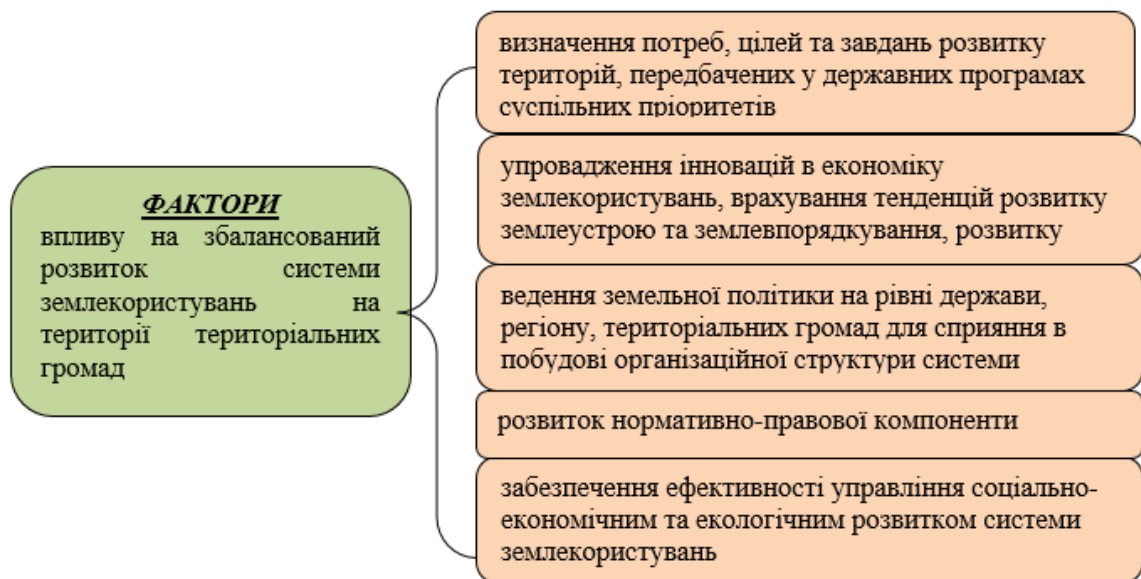 ФАКТОРИ
впливу на збалансований
розвиток системи
землекористувань на
території територіальних
громад
визначення потреб, цілей та завдань розвитку
територій, передбачених у державних програмах
суспільних пріоритетів
упровадження інновацій в економіку
землекористувань, врахування тенденцій розвитку
землеустрою та землевпорядкування, розвитку
ведення земельної політики на рівні держави,
регіону, територіальних громад для сприяння в
побудові організаційної структури системи
розвиток нормативно-правової компоненти
забезпечення ефективності управління соціально-
економічним та екологічним розвитком системи
землекористувань